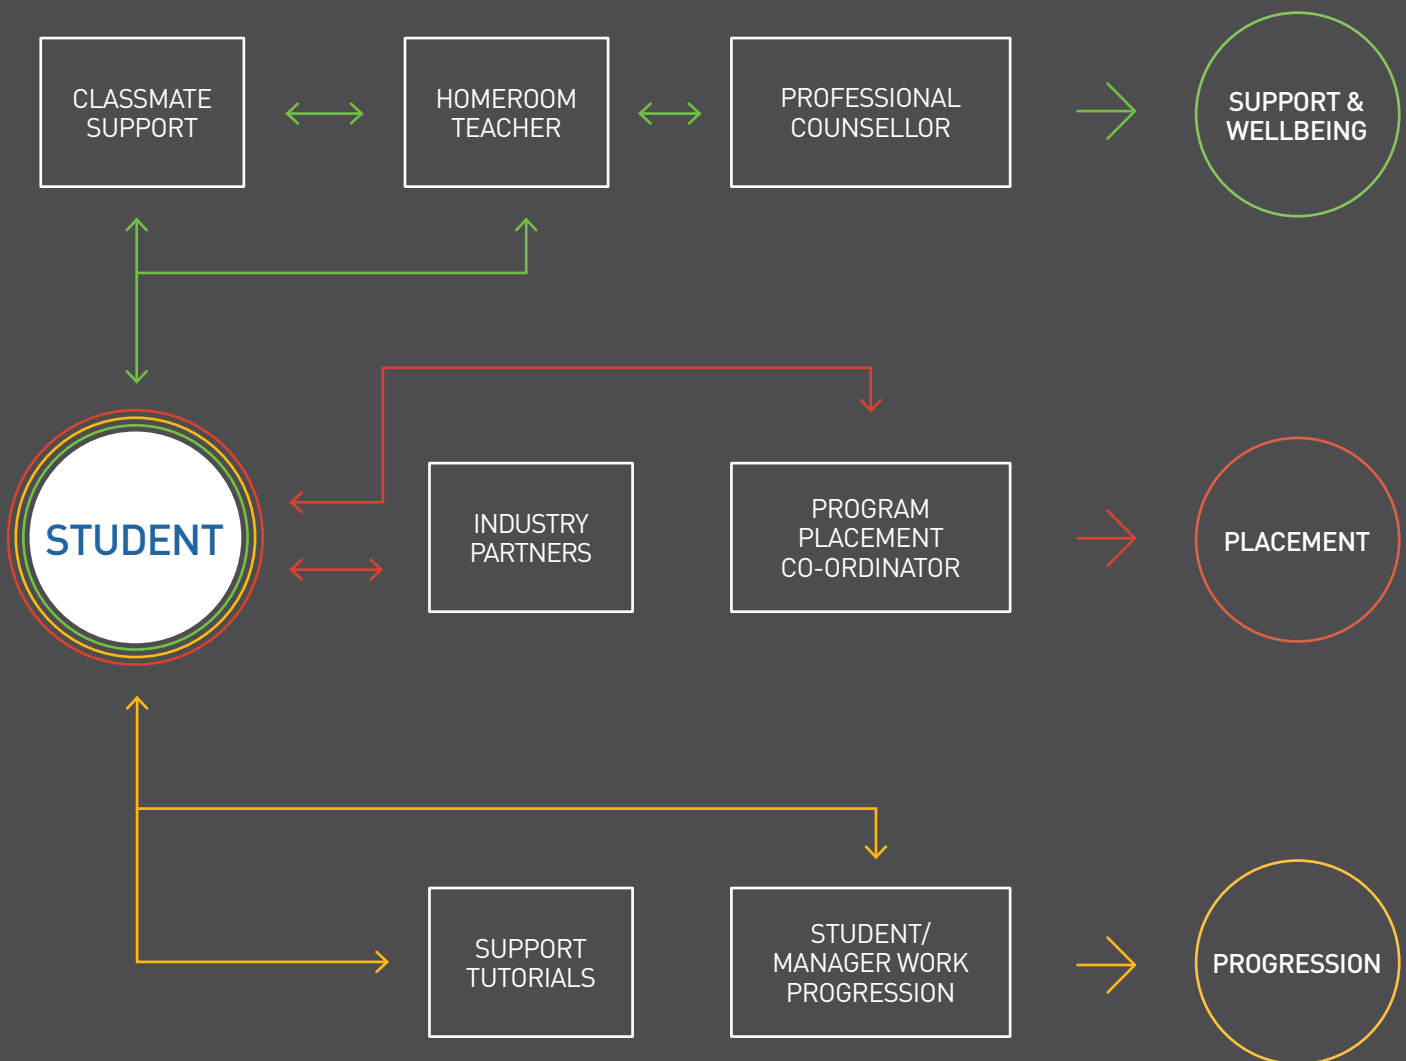 CLASSMATE
SUPPORT
HOMEROOM
TEACHER
PROFESSIONAL
COUNSELLOR
SUPPORT &
WELLBEING
STUDENT
INDUSTRY
PARTNERS
PROGRAM
PLACEMENT
CO-ORDINATOR
PLACEMENT
SUPPORT
TUTORIALS
STUDENT/
MANAGER WORK
PROGRESSION
PROGRESSION